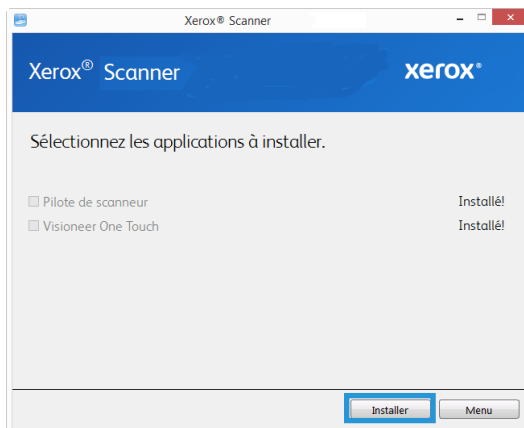 Xerox® Scanner
Xerox® Scanner
xerox®
Sélectionnez les applications à installer.
Pilote de scanneur Installé!
Visioneer One Touch Installé!
Installer Menu